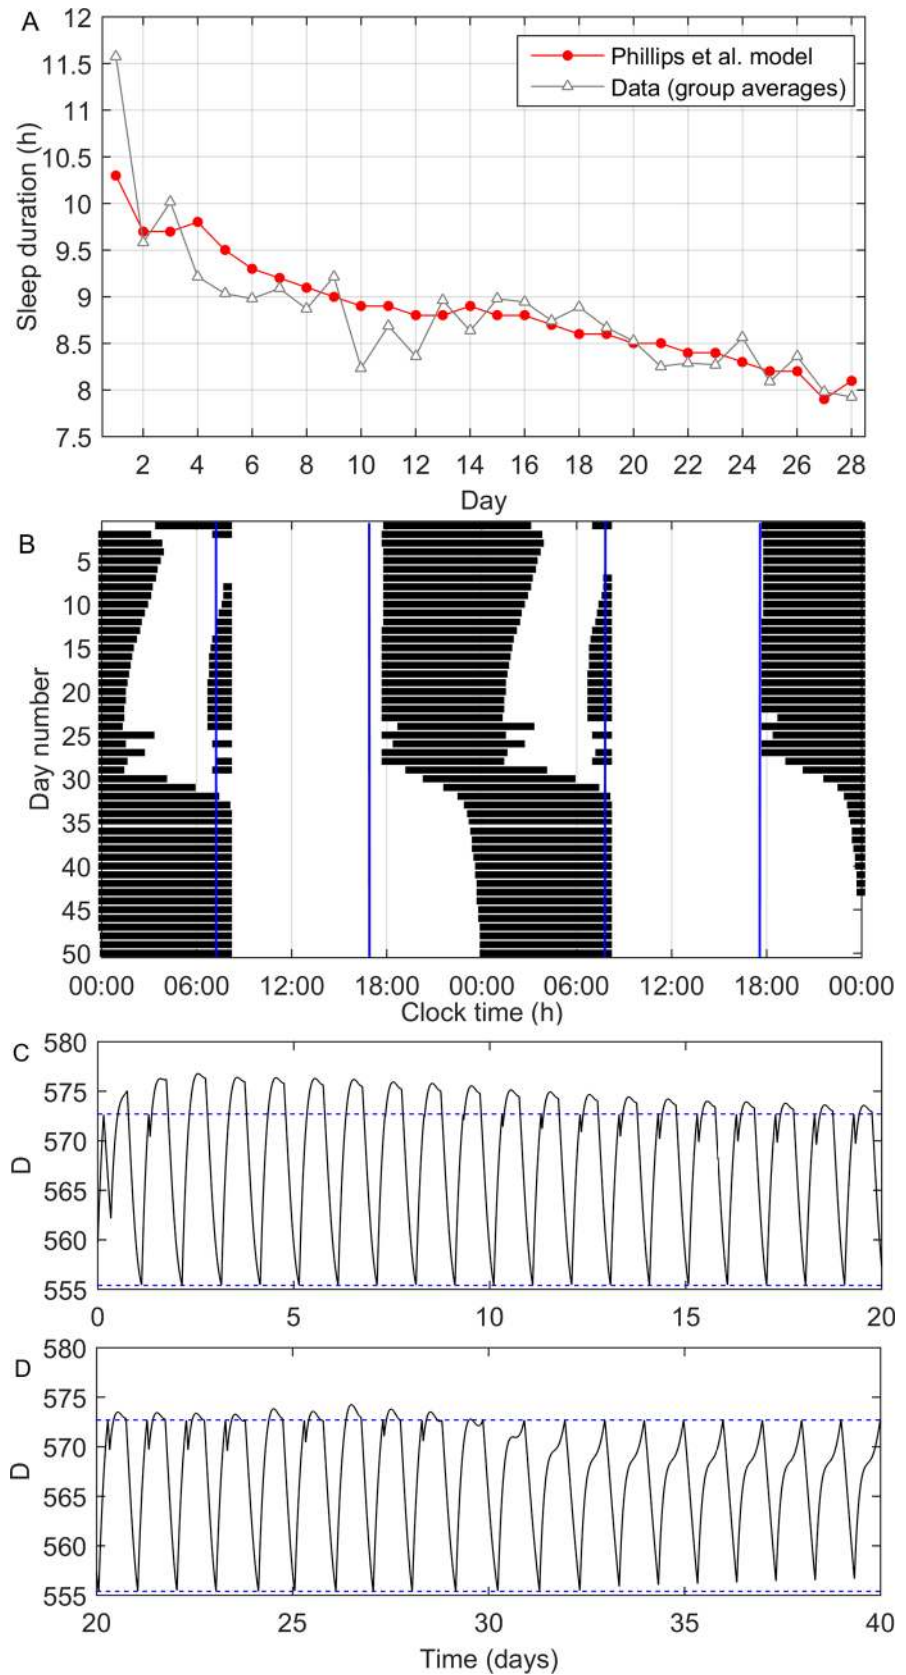 A
12
11.5
11
10.5
10
9.5
9
8.5
8
7.5
Sleep duration (h)
Phillips et al. model
Data (group averages)
2 4 6 8 10 12 14 16 18 20 22 24 26 28
Day
B
5
10
15
20
25
30
35
40
45
50
Day number
00:00 06:00 12:00 18:00 00:00 06:00 12:00 18:00 00:00
Clock time (h)
C
580
575
570
565
560
555
D
0 5 10 15 20
D
580
575
570
565
560
555
D
20 25 30 35 40
Time (days)